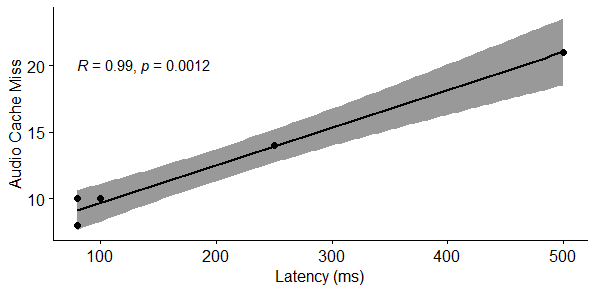 R = 0.99, p = 0.0012
Audio Cache Miss
20
15
10
100 200 300 400 500
Latency (ms)